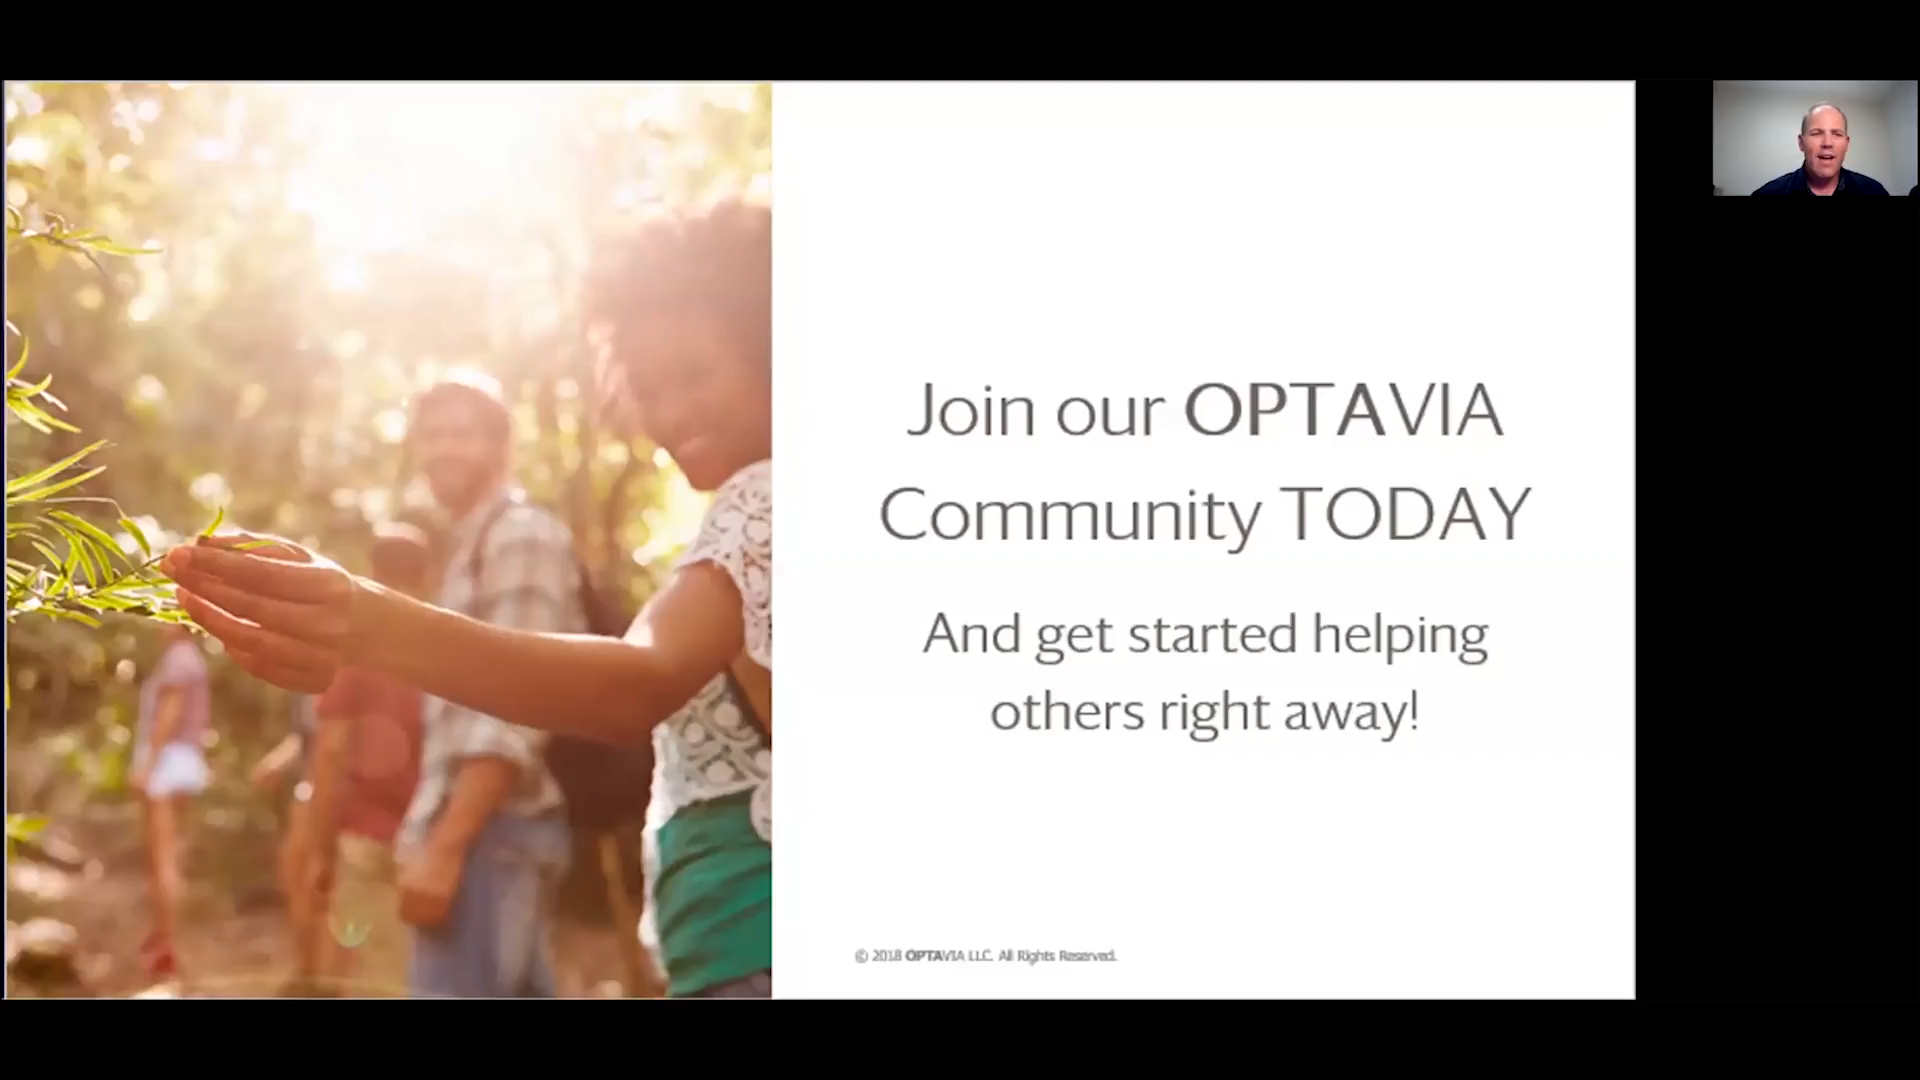 Join our OPTAVIA
Community TODAY
And get started helping
others right away!
© 2018 OPTAVIA LLC. All Rights Reserved.